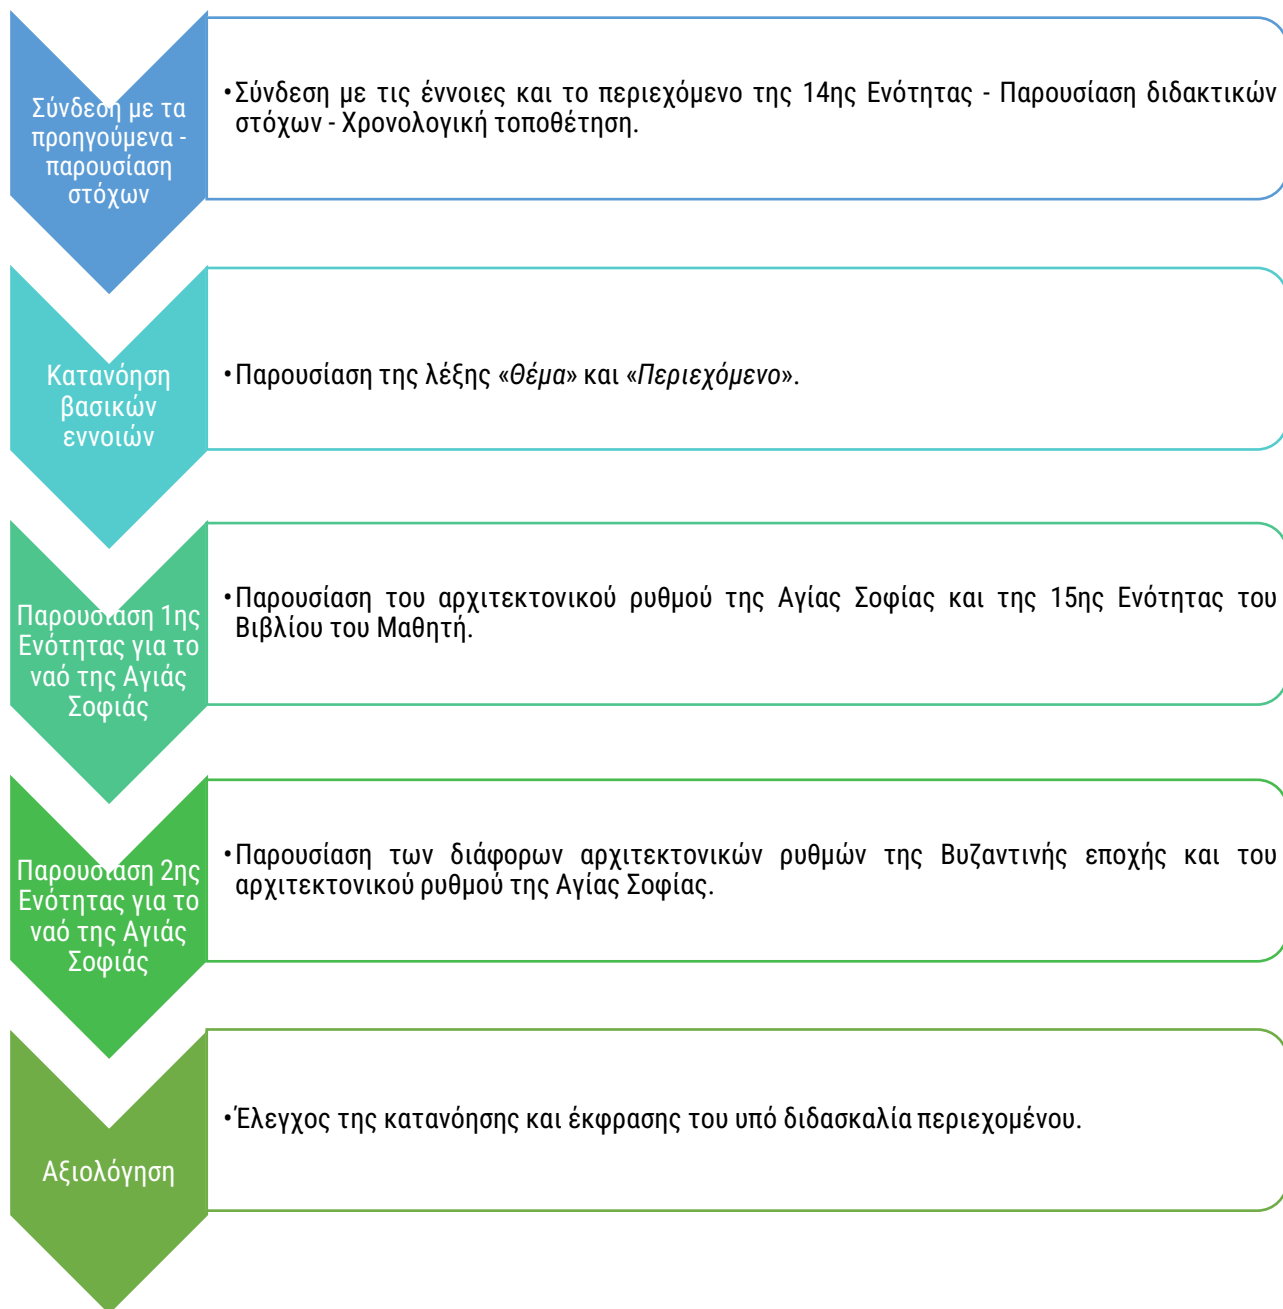 Σύνδεση με τα
προηγούμενα -
παρουσίαση
στόχων
•Σύνδεση με τις έννοιες και το περιεχόμενο της 14ης Ενότητας - Παρουσίαση διδακτικών
στόχων - Χρονολογική τοποθέτηση.
Κατανόηση
βασικών
εννοιών
•Παρουσίαση της λέξης «Θέμα» και «Περιεχόμενο».
Παρουσίαση 1ης
Ενότητας για το
ναό της Αγιάς
Σοφιάς
•Παρουσίαση του αρχιτεκτονικού ρυθμού της Αγίας Σοφίας και της 15ης Ενότητας του
Βιβλίου του Μαθητή.
Παρουσίαση 2ης
Ενότητας για το
ναό της Αγιάς
Σοφιάς
•Παρουσίαση των διάφορων αρχιτεκτονικών ρυθμών της Βυζαντινής εποχής και του
αρχιτεκτονικού ρυθμού της Αγίας Σοφίας.
Αξιολόγηση
•Έλεγχος της κατανόησης και έκφρασης του υπό διδασκαλία περιεχομένου.